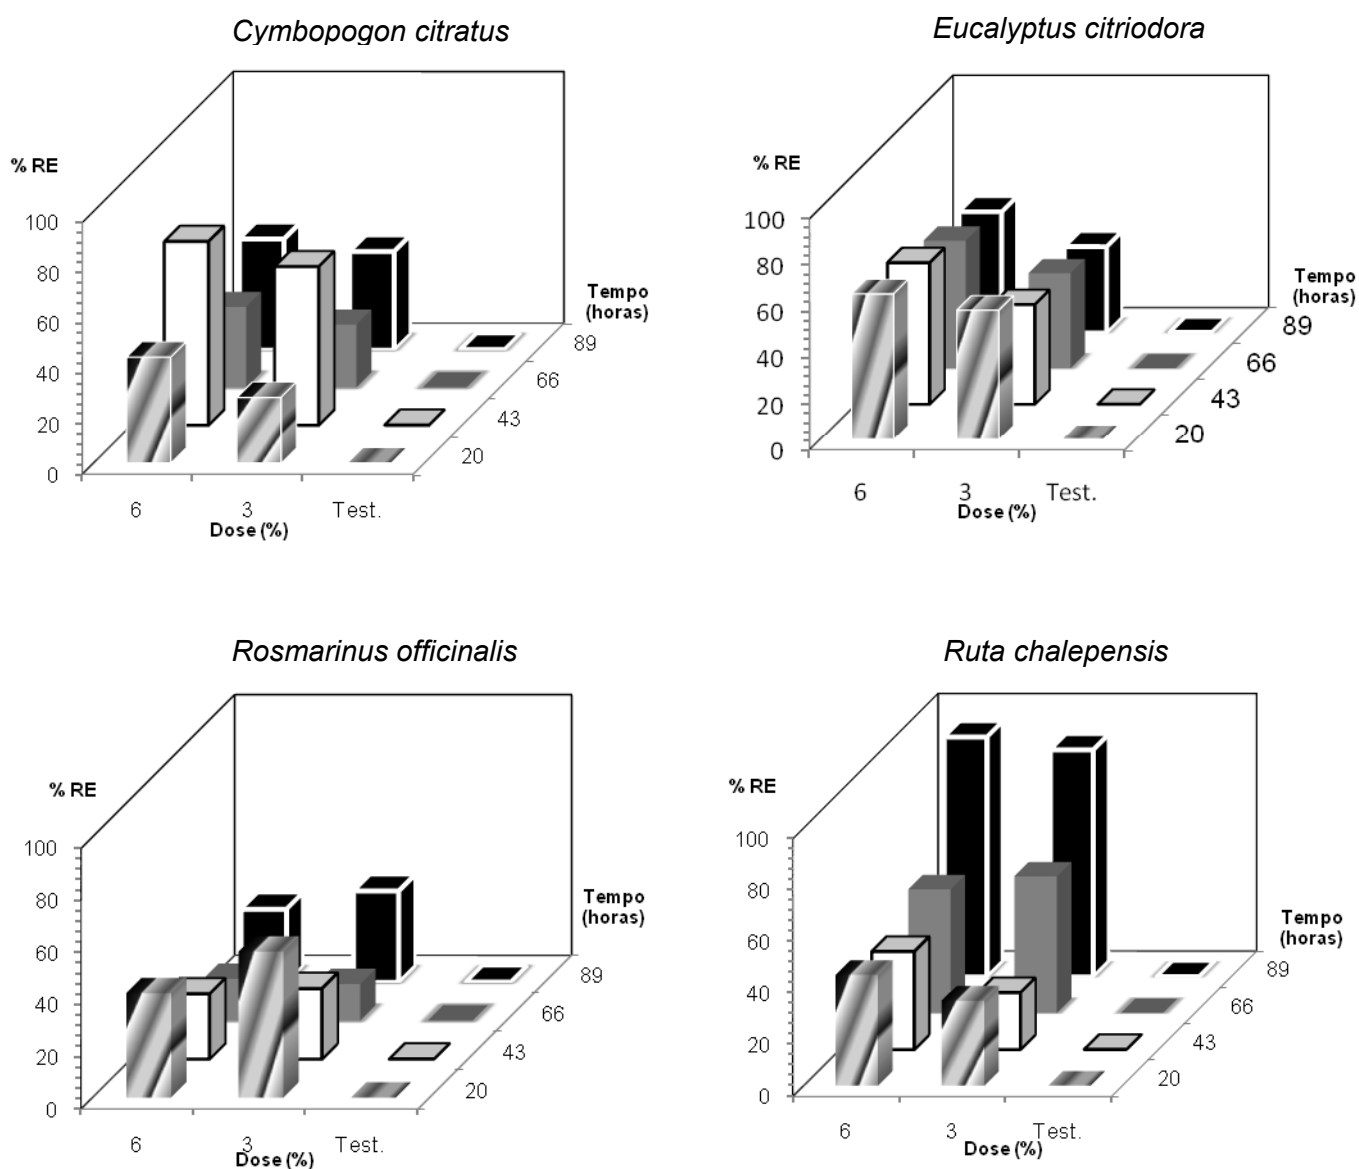 Cymbopogon citratus
% RE
100
80
60
40
20
0
6
3
Test.
Dose (%)
20
43
66
89
Tempo
(horas)
Eucalyptus citriodora
% RE
100
80
60
40
20
0
6
3
Test.
Dose (%)
20
43
66
89
Tempo
(horas)
Rosmarinus officinalis
% RE
100
80
60
40
20
0
6
3
Test.
Dose (%)
20
43
66
89
Tempo
(horas)
Ruta chalepensis
% RE
100
80
60
40
20
0
6
3
Test.
Dose (%)
20
43
66
89
Tempo
(horas)